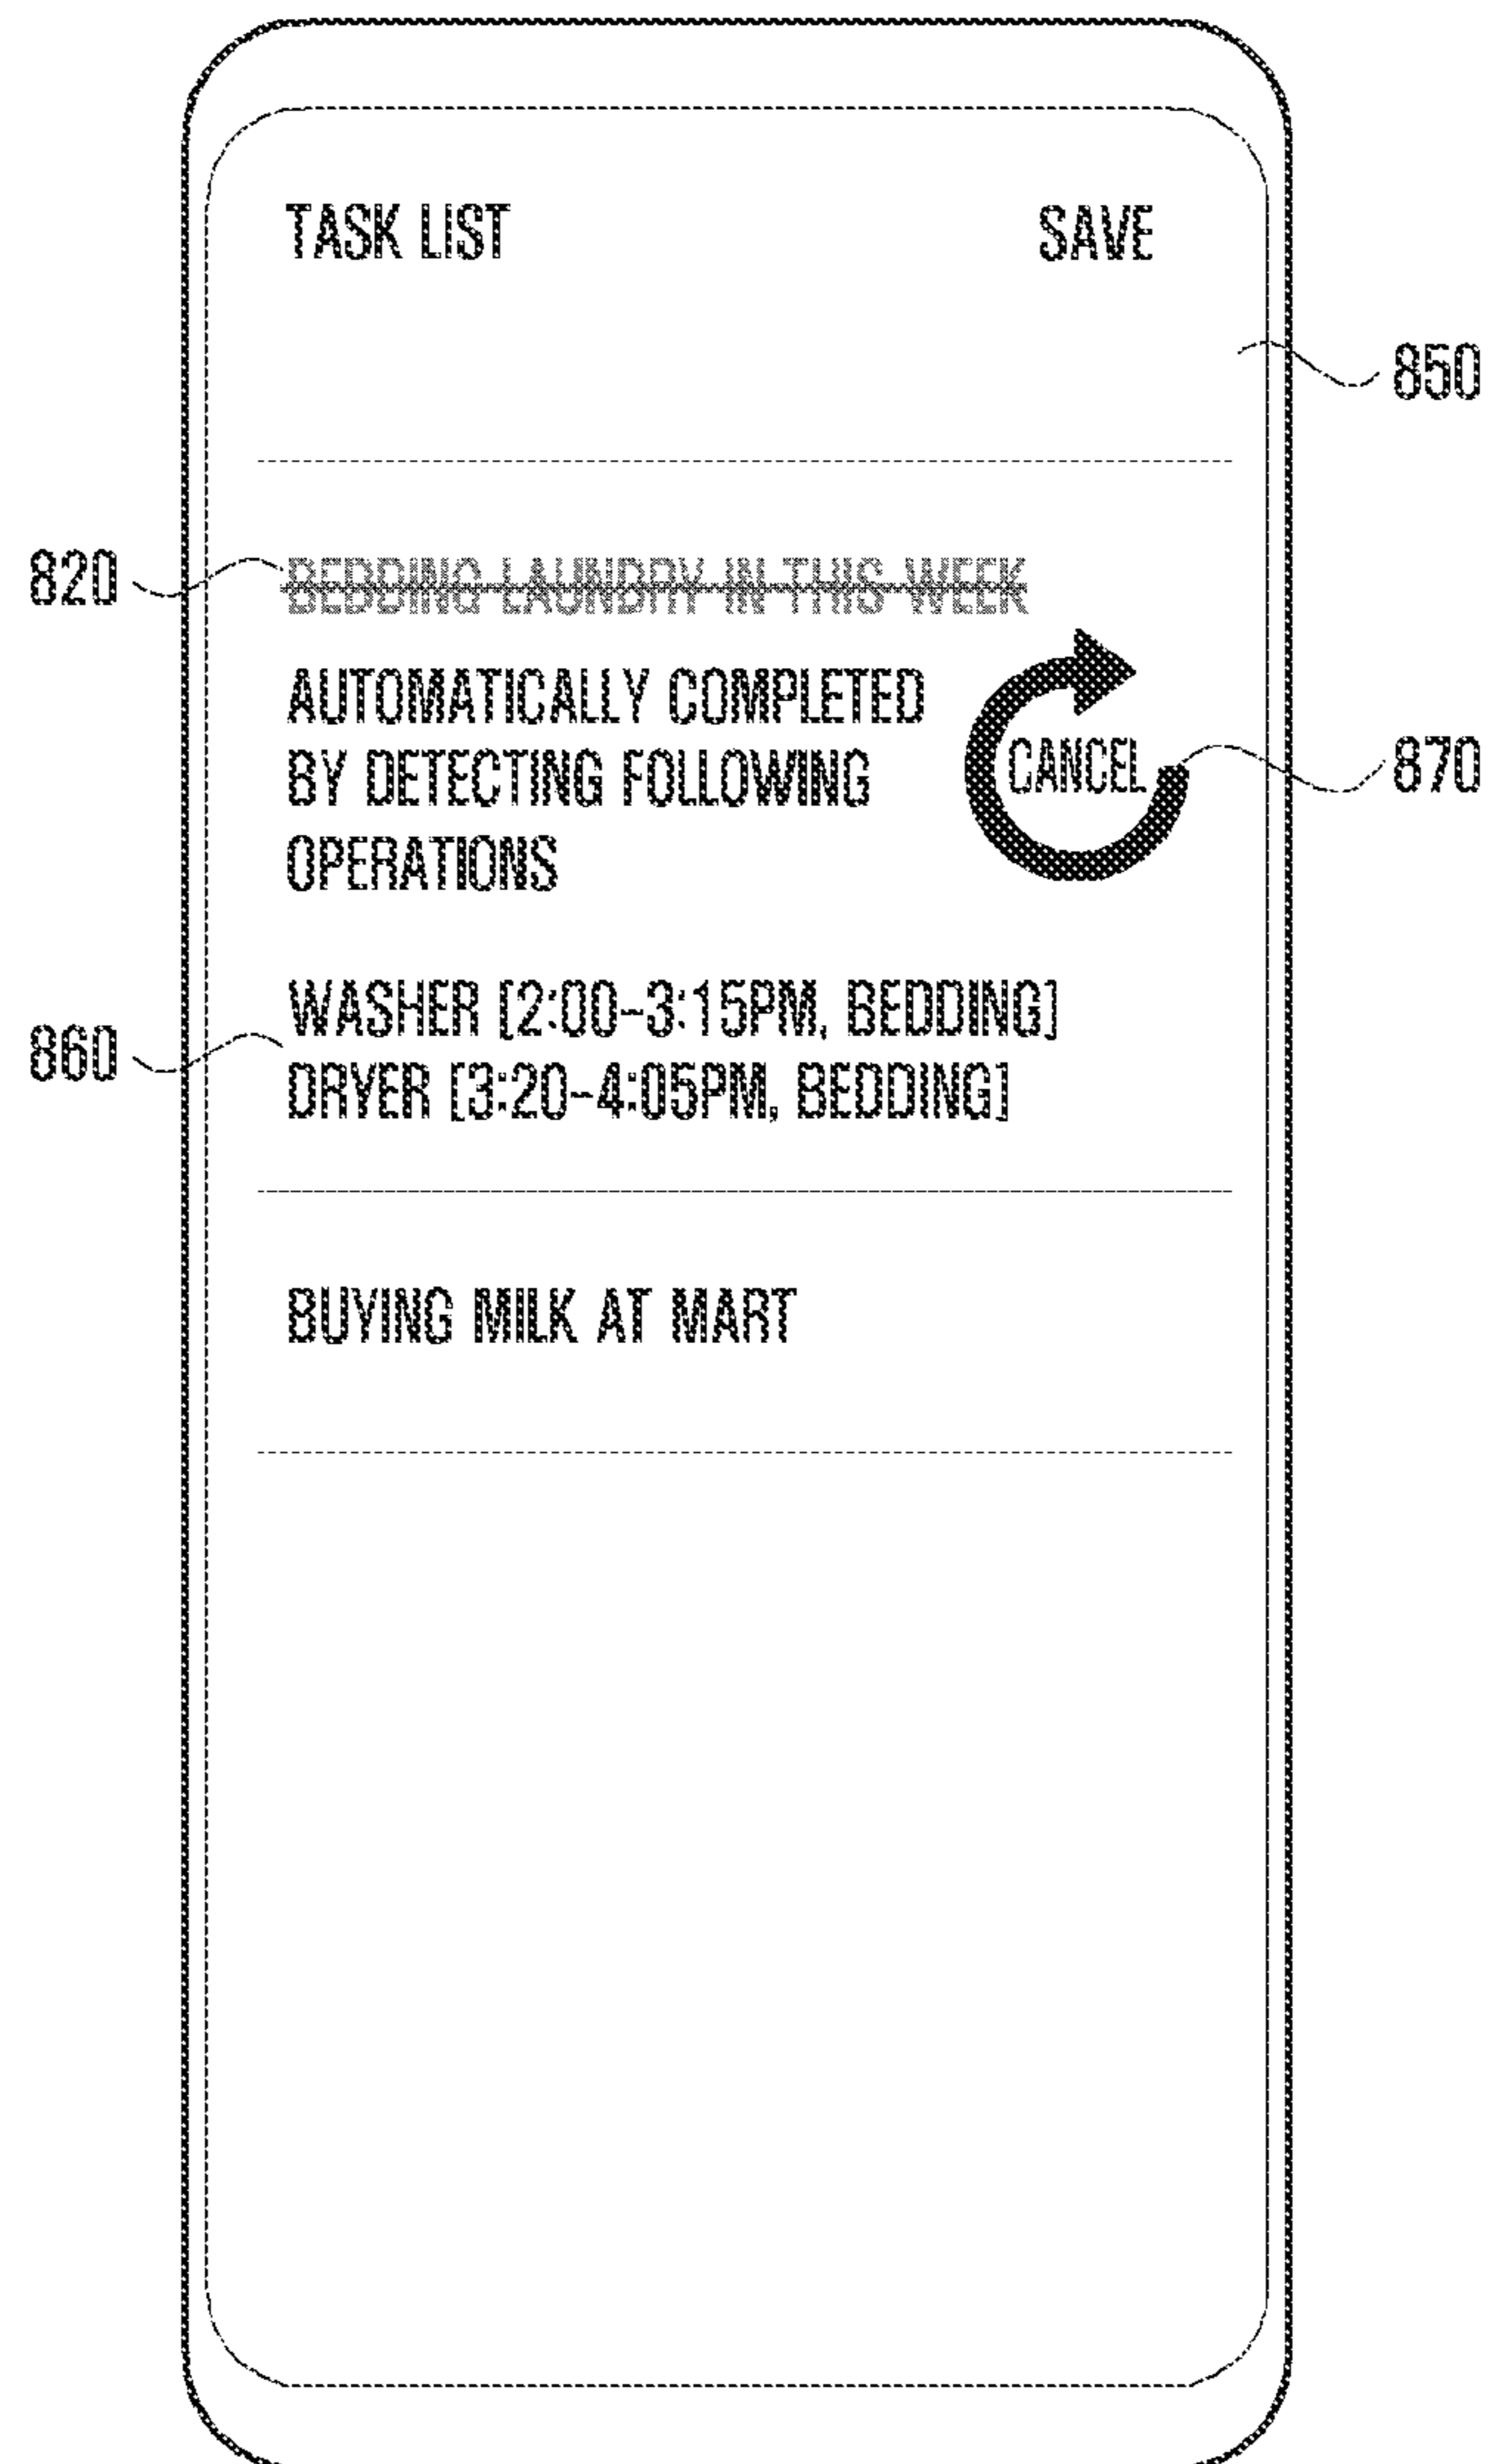 TASK LIST SAVE
850
820
BEDDING LAUNDRY IN THIS WEEK
AUTOMATICALLY COMPLETED
BY DETECTING FOLLOWING
OPERATIONS
CANCEL
870
WASHER [2:00-3:15PM, BEDDING]
860
DRYER [3:20-4:05PM, BEDDING]
BUYING MILK AT MART